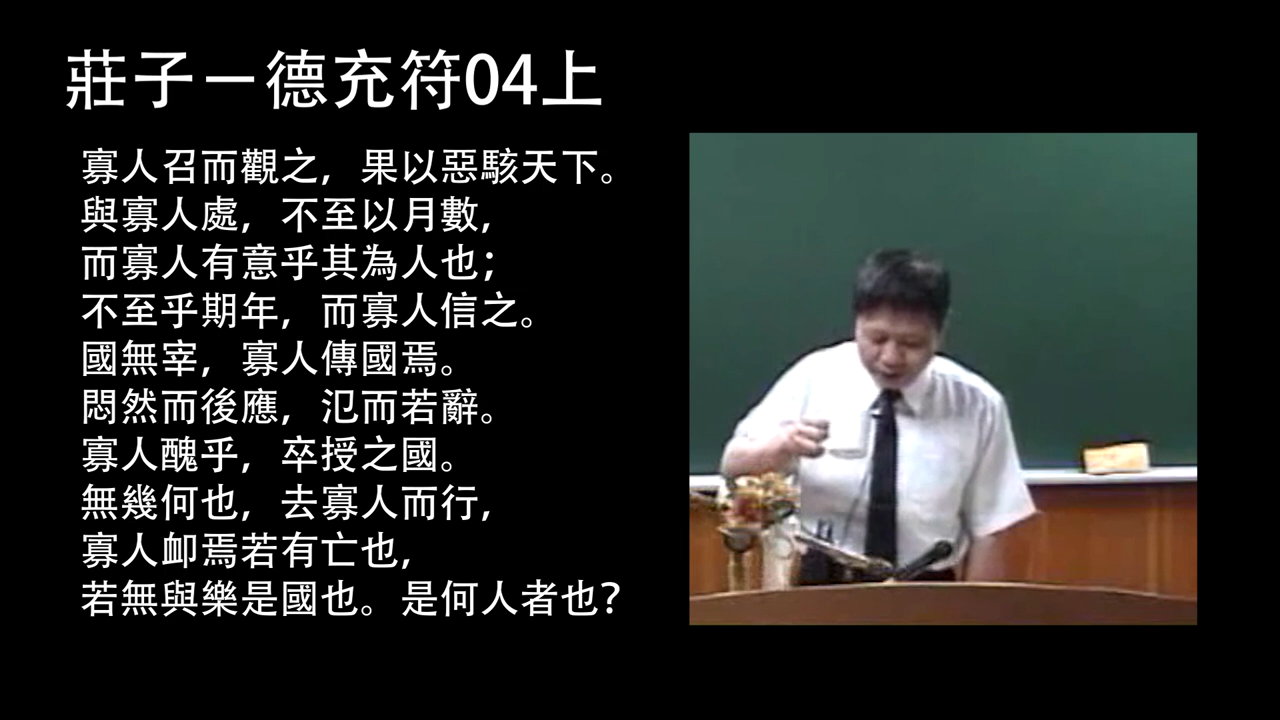 莊子－德充符04上
寡人召而觀之，果以惡駭天下。
與寡人處，不至以月數，
而寡人有意乎其為人也；
不至乎期年，而寡人信之。
國無宰，寡人傳國焉。
悶然而後應，氾而若辭。
寡人醜乎，卒授之國。
無幾何也，去寡人而行，
寡人卹焉若有亡也，
若無與樂是國也。是何人者也？